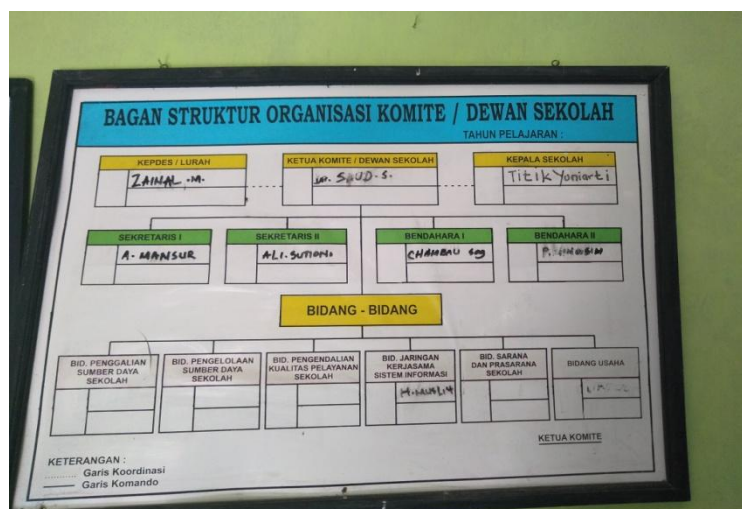 BAGAN STRUKTUR ORGANISASI KOMITE / DEWAN SEKOLAH
TAHUN PELAJARAN :
KEPDES / LURAH
ZAINAL .M.
KETUA KOMITE / DEWAN SEKOLAH
KEPALA SEKOLAH
Titik Yoniarti
SEKRETARIS I
A. MANSUR
SEKRETARIS II
BENDAHARA I
BENDAHARA II
BIDANG - BIDANG
BID. PENGGALIAN
SUMBER DAYA
SEKOLAH
BID. PENGELOLAAN
SUMBER DAYA
SEKOLAH
BID. PENGENDALIAN
KUALITAS PELAYANAN
SEKOLAH
BID. JARINGAN
KERJASAMA
SISTEM INFORMASI
BID. SARANA
DAN PRASARANA
SEKOLAH
BIDANG USAHA
KETUA KOMITE
KETERANGAN :
............ Garis Koordinasi
Garis Komando